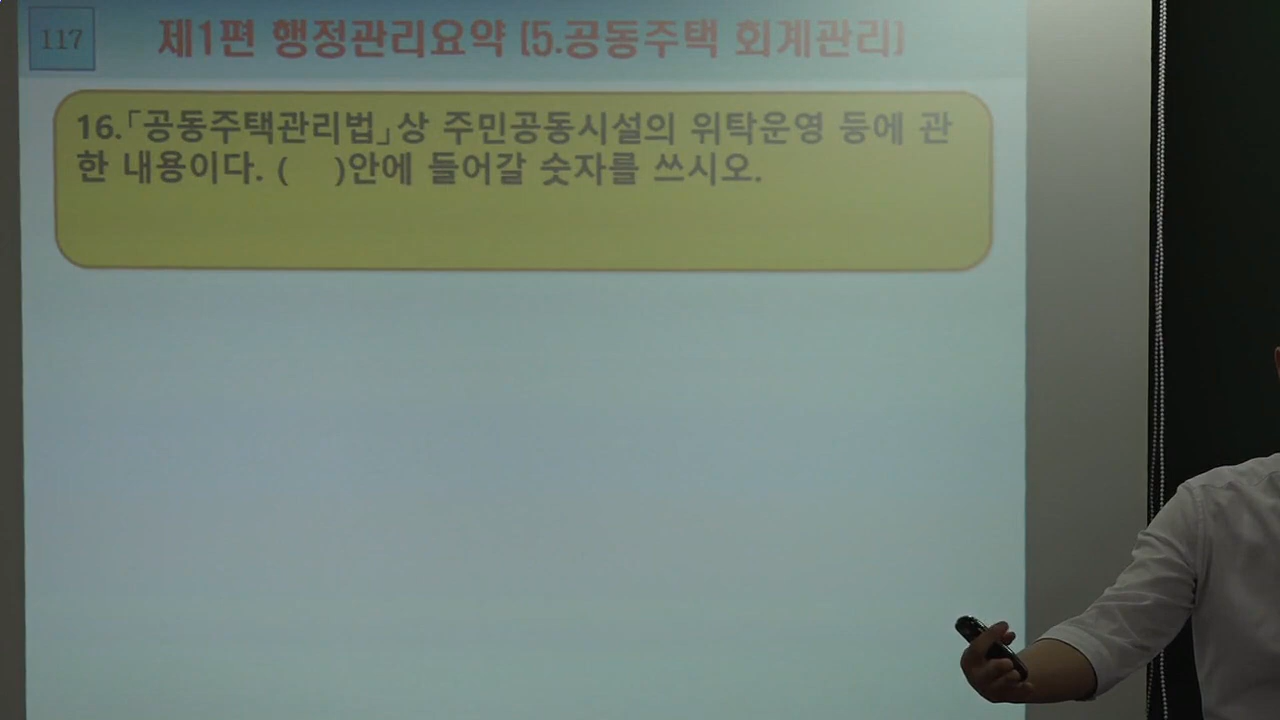 117
제1편 행정관리요약 [5.공동주택 회계관리]
16.「공동주택관리법」상 주민공동시설의 위탁운영 등에 관
한 내용이다. (    )안에 들어갈 숫자를 쓰시오.